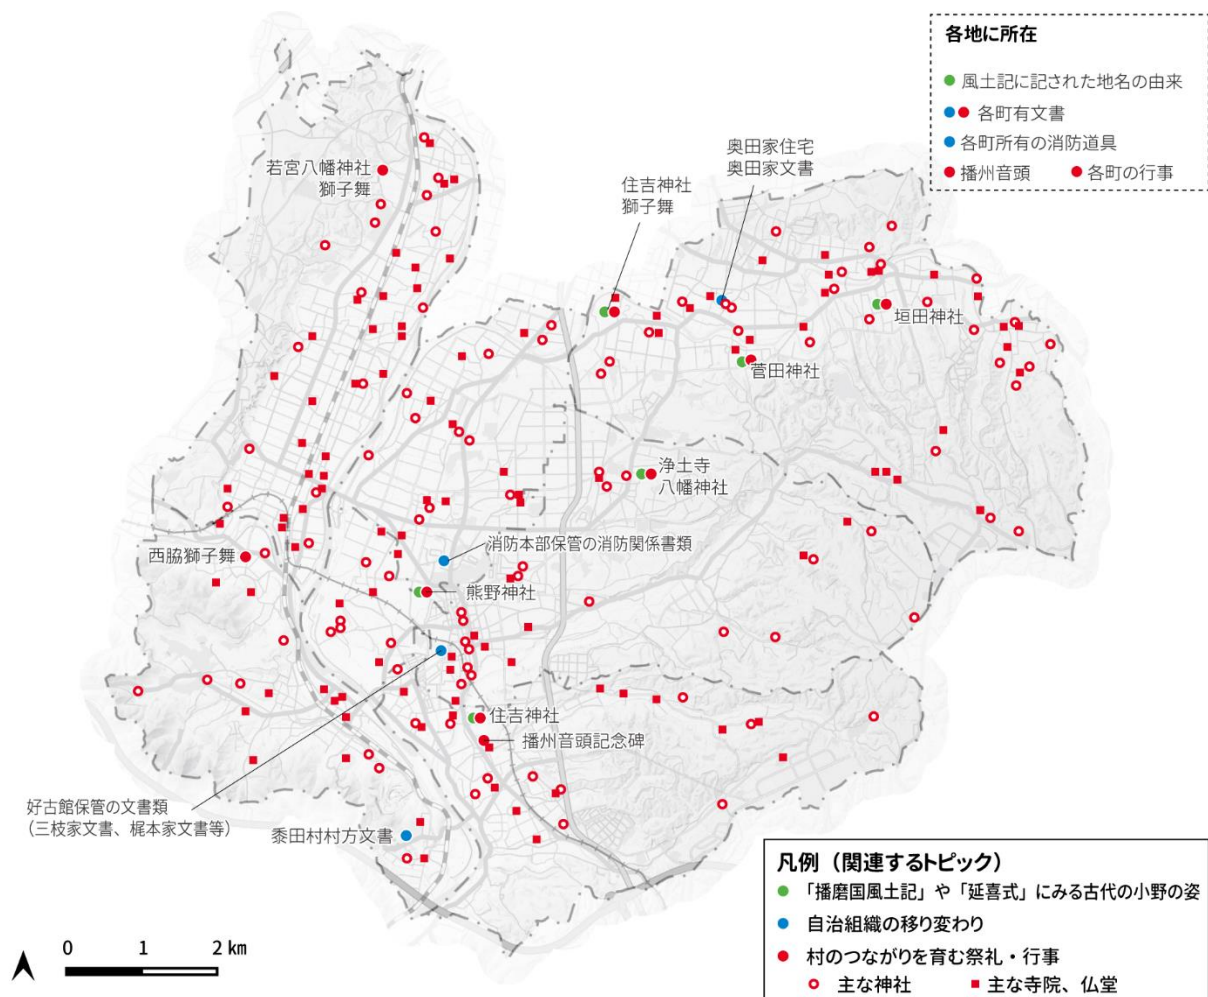 各地に所在
風土記に記された地名の由来
各町有文書
各町所有の消防道具
播州音頭 各町の行事
奥田家住宅
奥田家文書
若宮八幡神社
獅子舞
住吉神社
獅子舞
垣田神社
菅田神社
浄土寺
八幡神社
消防本部保管の消防関係書類
西脇獅子舞
熊野神社
住吉神社
播州音頭記念碑
好古館保管の文書類
(三枝家文書、梶本家文書等)
黍田村村方文書
凡例(関連するトピック)
「播磨国風土記」や「延喜式」にみる古代の小野の姿
自治組織の移り変わり
村のつながりを育む祭礼・行事
主な神社 主な寺院、仏堂
0 1 2 km